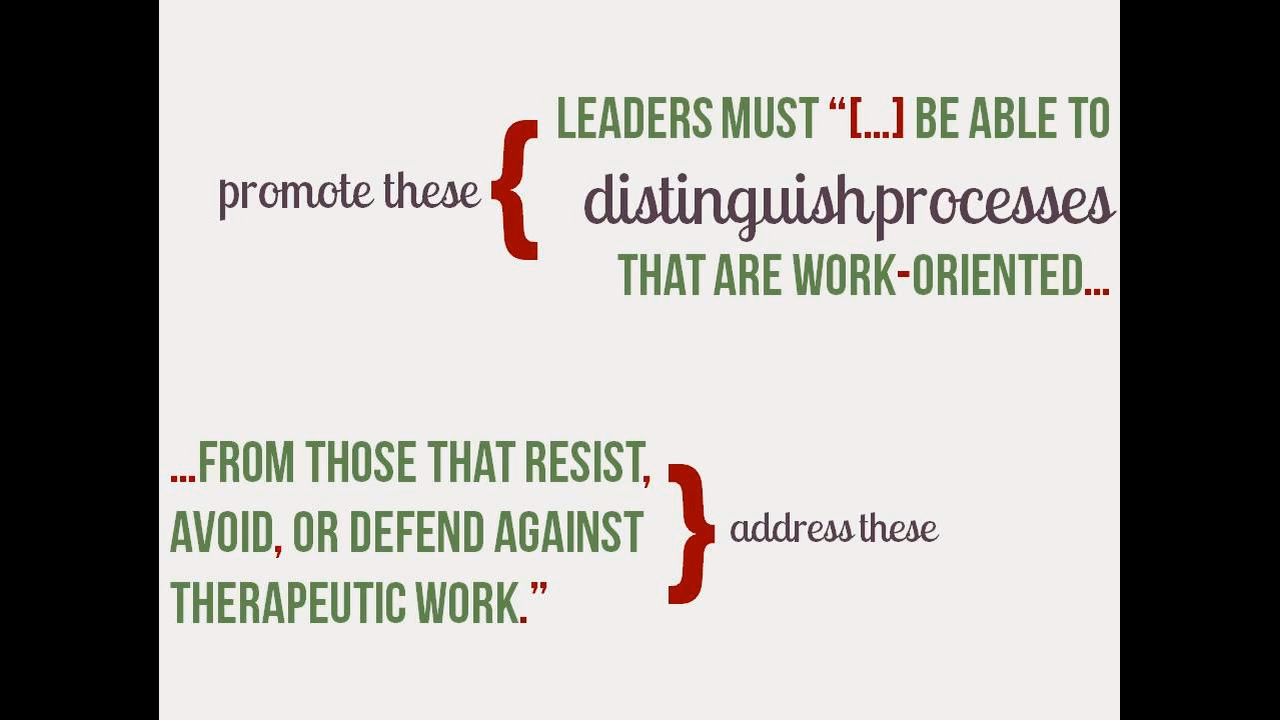 LEADERS MUST “[...] BE ABLE TO
promote these { distinguish processes
THAT ARE WORK-ORIENTED...
...FROM THOSE THAT RESIST,
AVOID, OR DEFEND AGAINST } address these
THERAPEUTIC WORK.”